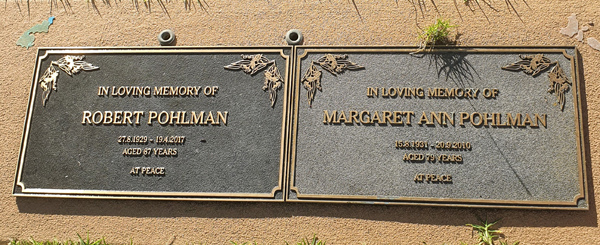 IN LOVING MEMORY OF
ROBERT POHLMAN
27.8.1929 - 19.4.2017
AGED 87 YEARS
AT PEACE
IN LOVING MEMORY OF
MARGARET ANN POHLMAN
15.8.1931 - 20.9.2010
AGED 79 YEARS
AT PEACE